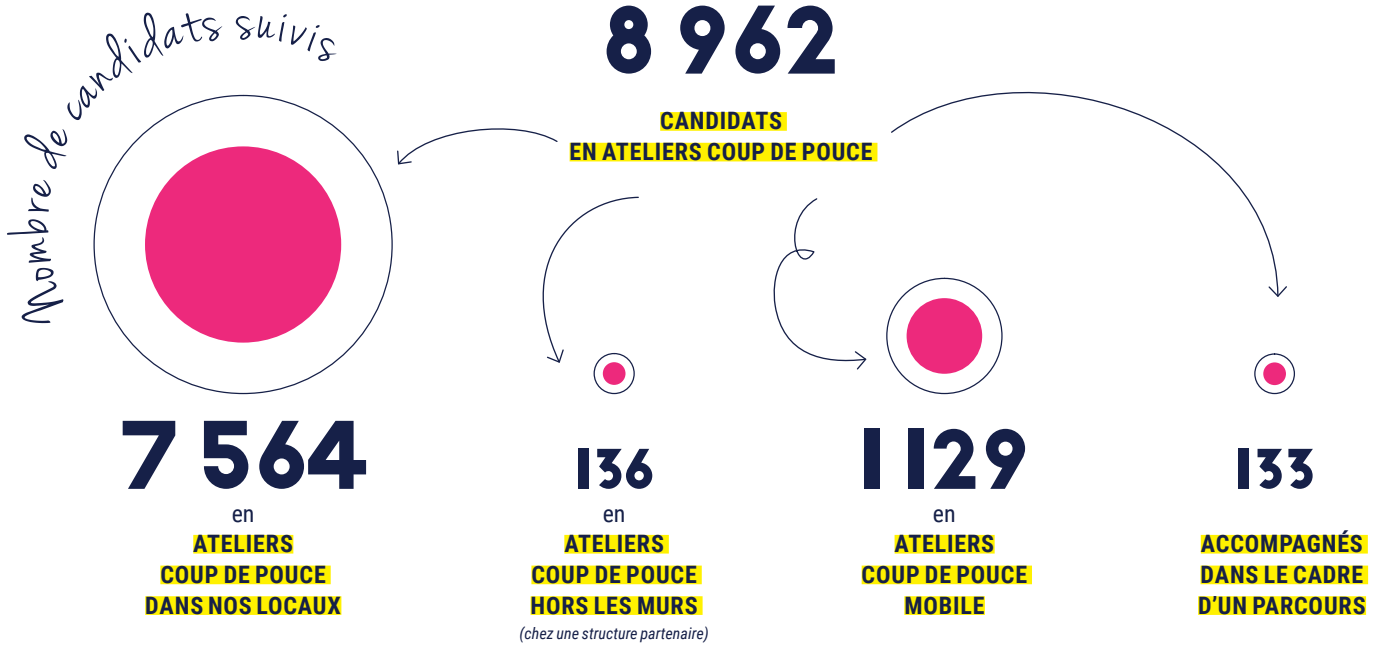 Nombre de candidats suivis
8 962
CANDIDATS
EN ATELIERS COUP DE POUCE
7 564
en
ATELIERS
COUP DE POUCE
DANS NOS LOCAUX
136
en
ATELIERS
COUP DE POUCE
HORS LES MURS
(chez une structure partenaire)
1 129
en
ATELIERS
COUP DE POUCE
MOBILE
133
ACCOMPAGNÉS
DANS LE CADRE
D'UN PARCOURS